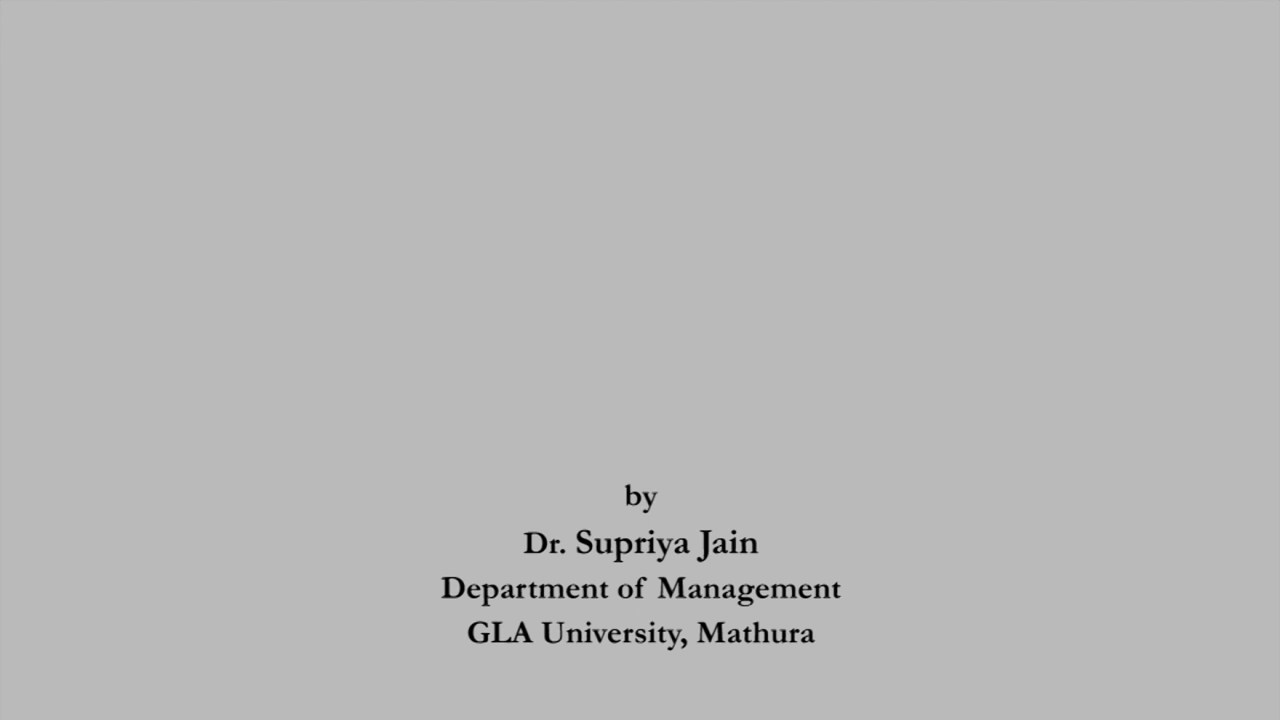 by
Dr. Supriya Jain
Department of Management
GLA University, Mathura